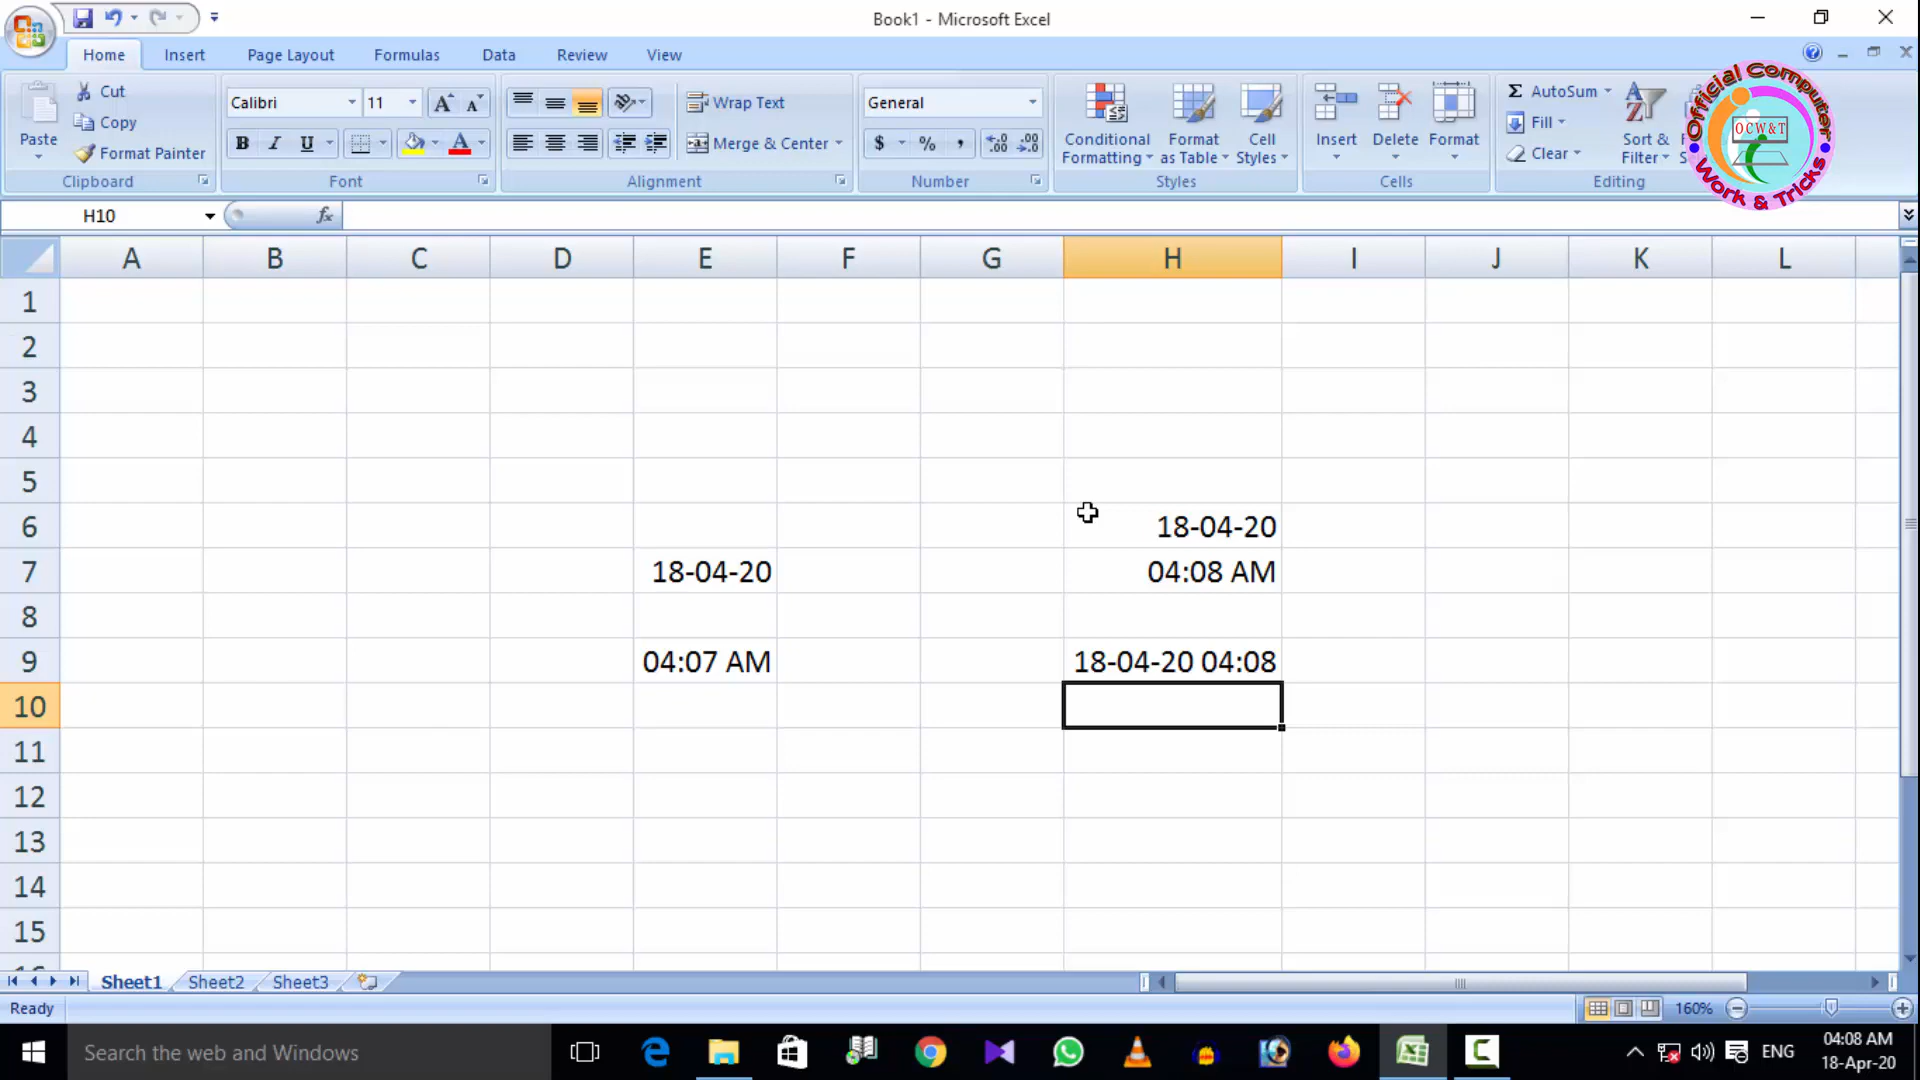 Book1 - Microsoft Excel
Home Insert Page Layout Formulas Data Review View
Paste
Cut
Copy
Format Painter
Clipboard
Calibri 11
B I U
Font
Wrap Text
Merge & Center
Alignment
General
$ % ,
Number
Conditional Formatting
Format as Table
Cell Styles
Styles
Insert Delete Format
Cells
Σ AutoSum
Fill
Clear
Sort & Filter
Editing
Official Computer
OCW&T
Work & Tricks
H10 fx
A B C D E F G H I J K L
1
2
3
4
5
6 18-04-20
7 18-04-20 04:08 AM
8
9 04:07 AM 18-04-20 04:08
10
11
12
13
14
15
Sheet1 Sheet2 Sheet3
Ready 160%
Search the web and Windows
ENG
04:08 AM
18-Apr-20